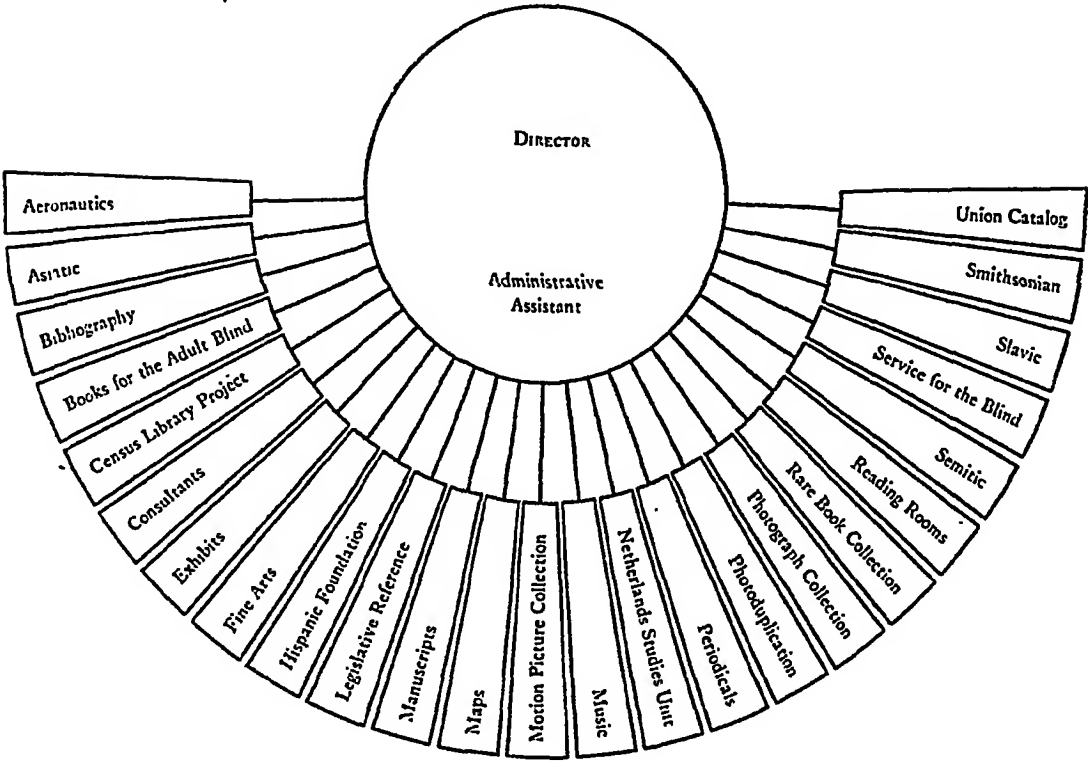 DIRECTOR
Administrative
Assistant
Aeronautics
Asiatic
Bibliography
Books for the Adult Blind
Census Library Project
Consultants
Exhibits
Fine Arts
Hispanic Foundation
Legislative Reference
Manuscripts
Maps
Motion Picture Collection
Music
Netherlands Studies Unit
Periodicals
Photoduplication
Photograph Collection
Rare Book Collection
Reading Rooms
Semitic
Service for the Blind
Slavic
Smithsonian
Union Catalog